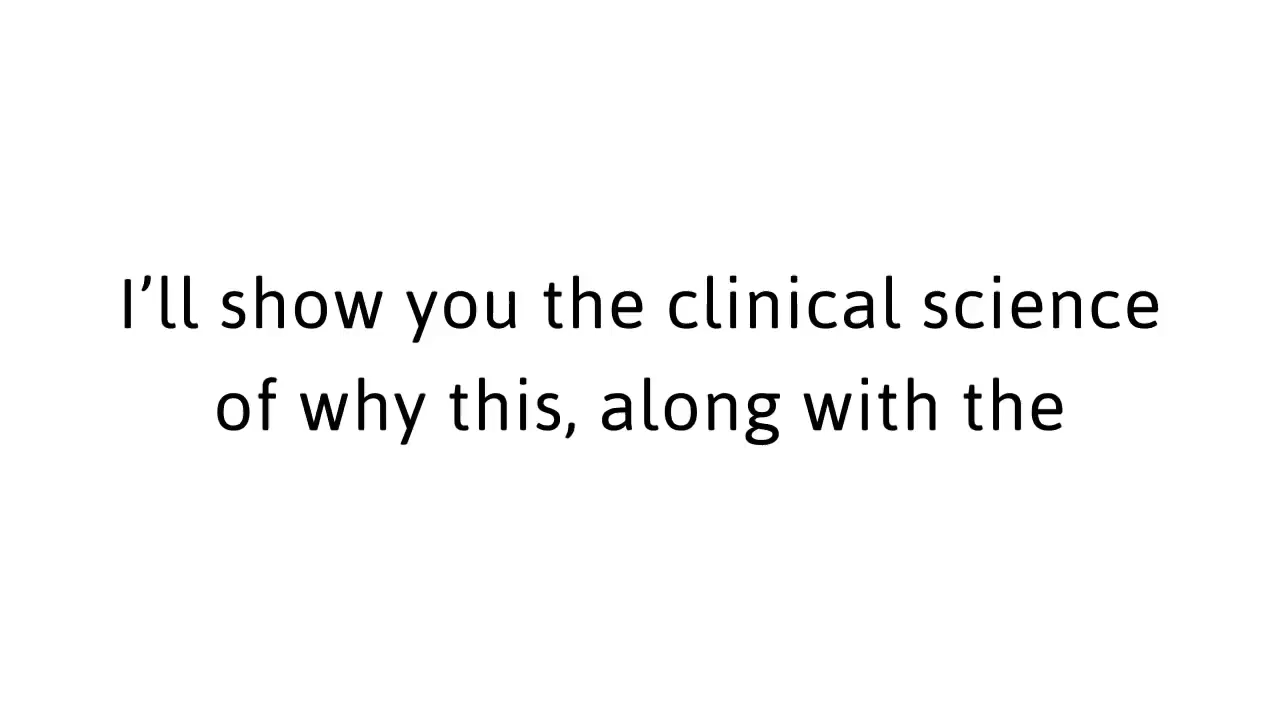 I’ll show you the clinical science
of why this, along with the